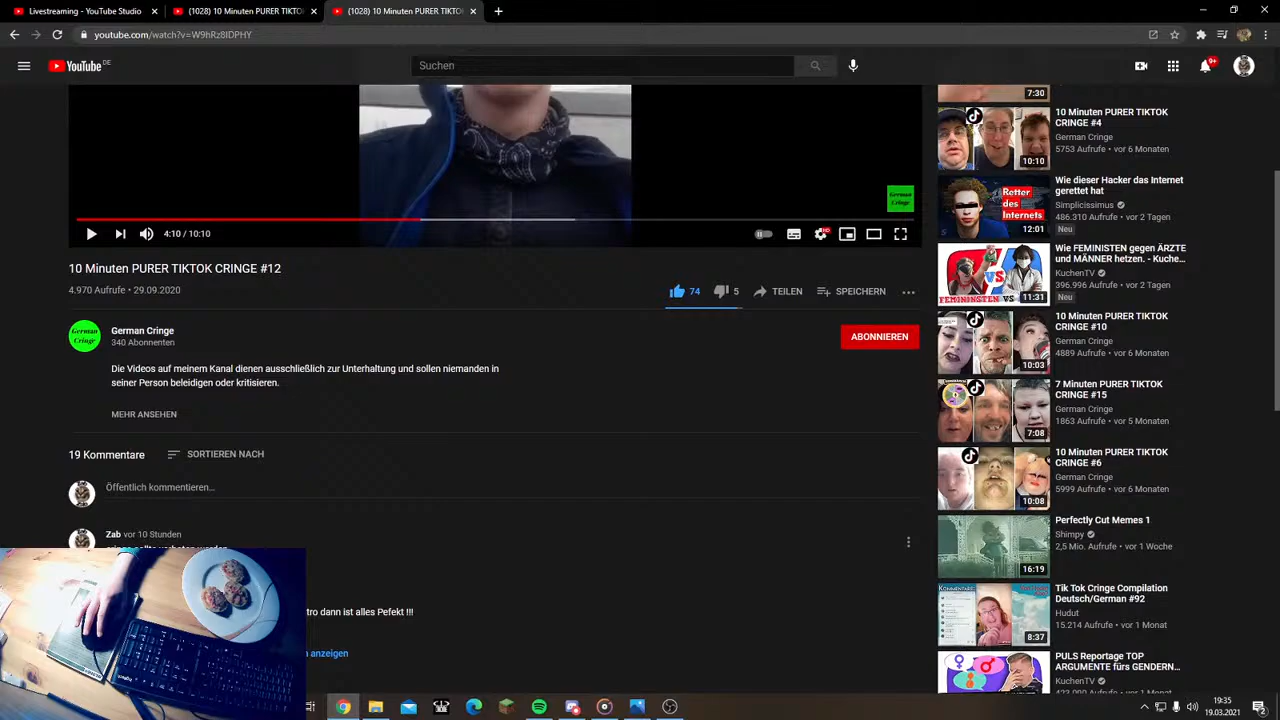 Livestreaming - YouTube Studio
(1028) 10 Minuten PURER TIKTOK
(1028) 10 Minuten PURER TIKTOK C
youtube.com/watch?v=W9hRz8IDPHY
YouTube DE
Suchen
9+
7:30
10 Minuten PURER TIKTOK
CRINGE #4
German Cringe
5753 Aufrufe • vor 6 Monaten
10:10
German
Cringe
4:10 / 10:10
HD
Wie dieser Hacker das Internet
gerettet hat
Simplicissimus
486.310 Aufrufe • vor 2 Tagen
Neu
Retter
des
Internets
12:01
10 Minuten PURER TIKTOK CRINGE #12
4.970 Aufrufe • 29.09.2020
74
5
TEILEN
SPEICHERN
Wie FEMINISTEN gegen ÄRZTE
und MÄNNER hetzen. - Kuche...
KuchenTV
396.996 Aufrufe • vor 2 Tagen
Neu
VS
FEMININSTEN VS
11:31
German
Cringe
German Cringe
340 Abonnenten
ABONNIEREN
10 Minuten PURER TIKTOK
CRINGE #10
German Cringe
4889 Aufrufe • vor 6 Monaten
10:03
Die Videos auf meinem Kanal dienen ausschließlich der Unterhaltung und sollen niemanden in
seiner Person beleidigen oder kritisieren.
MEHR ANSEHEN
7 Minuten PURER TIKTOK
CRINGE #15
German Cringe
1863 Aufrufe • vor 5 Monaten
7:08
19 Kommentare
SORTIEREN NACH
Öffentlich kommentieren...
10 Minuten PURER TIKTOK
CRINGE #6
German Cringe
5999 Aufrufe • vor 6 Monaten
10:08
Zab vor 10 Stunden
Perfectly Cut Memes 1
Shimpy
2,5 Mio. Aufrufe • vor 1 Woche
16:19
tro dann ist alles Pefekt !!!
n anzeigen
Tik Tok Cringe Compilation
Deutsch/German #92
Hudut
15.214 Aufrufe • vor 1 Monat
KOMMENTARE
8:37
PULS Reportage TOP
ARGUMENTE fürs GENDERN...
KuchenTV
19:35
19.03.2021
2